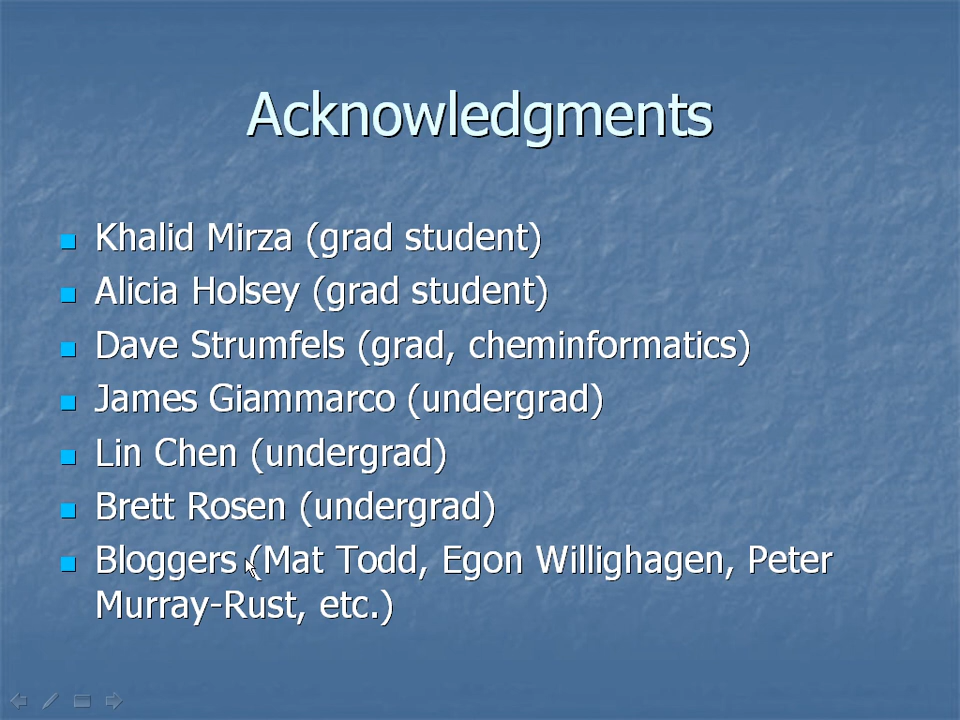 Acknowledgments
Khalid Mirza (grad student)
Alicia Holsey (grad student)
Dave Strumfels (grad, cheminformatics)
James Giammarco (undergrad)
Lin Chen (undergrad)
Brett Rosen (undergrad)
Bloggers (Mat Todd, Egon Willighagen, Peter
Murray-Rust, etc.)